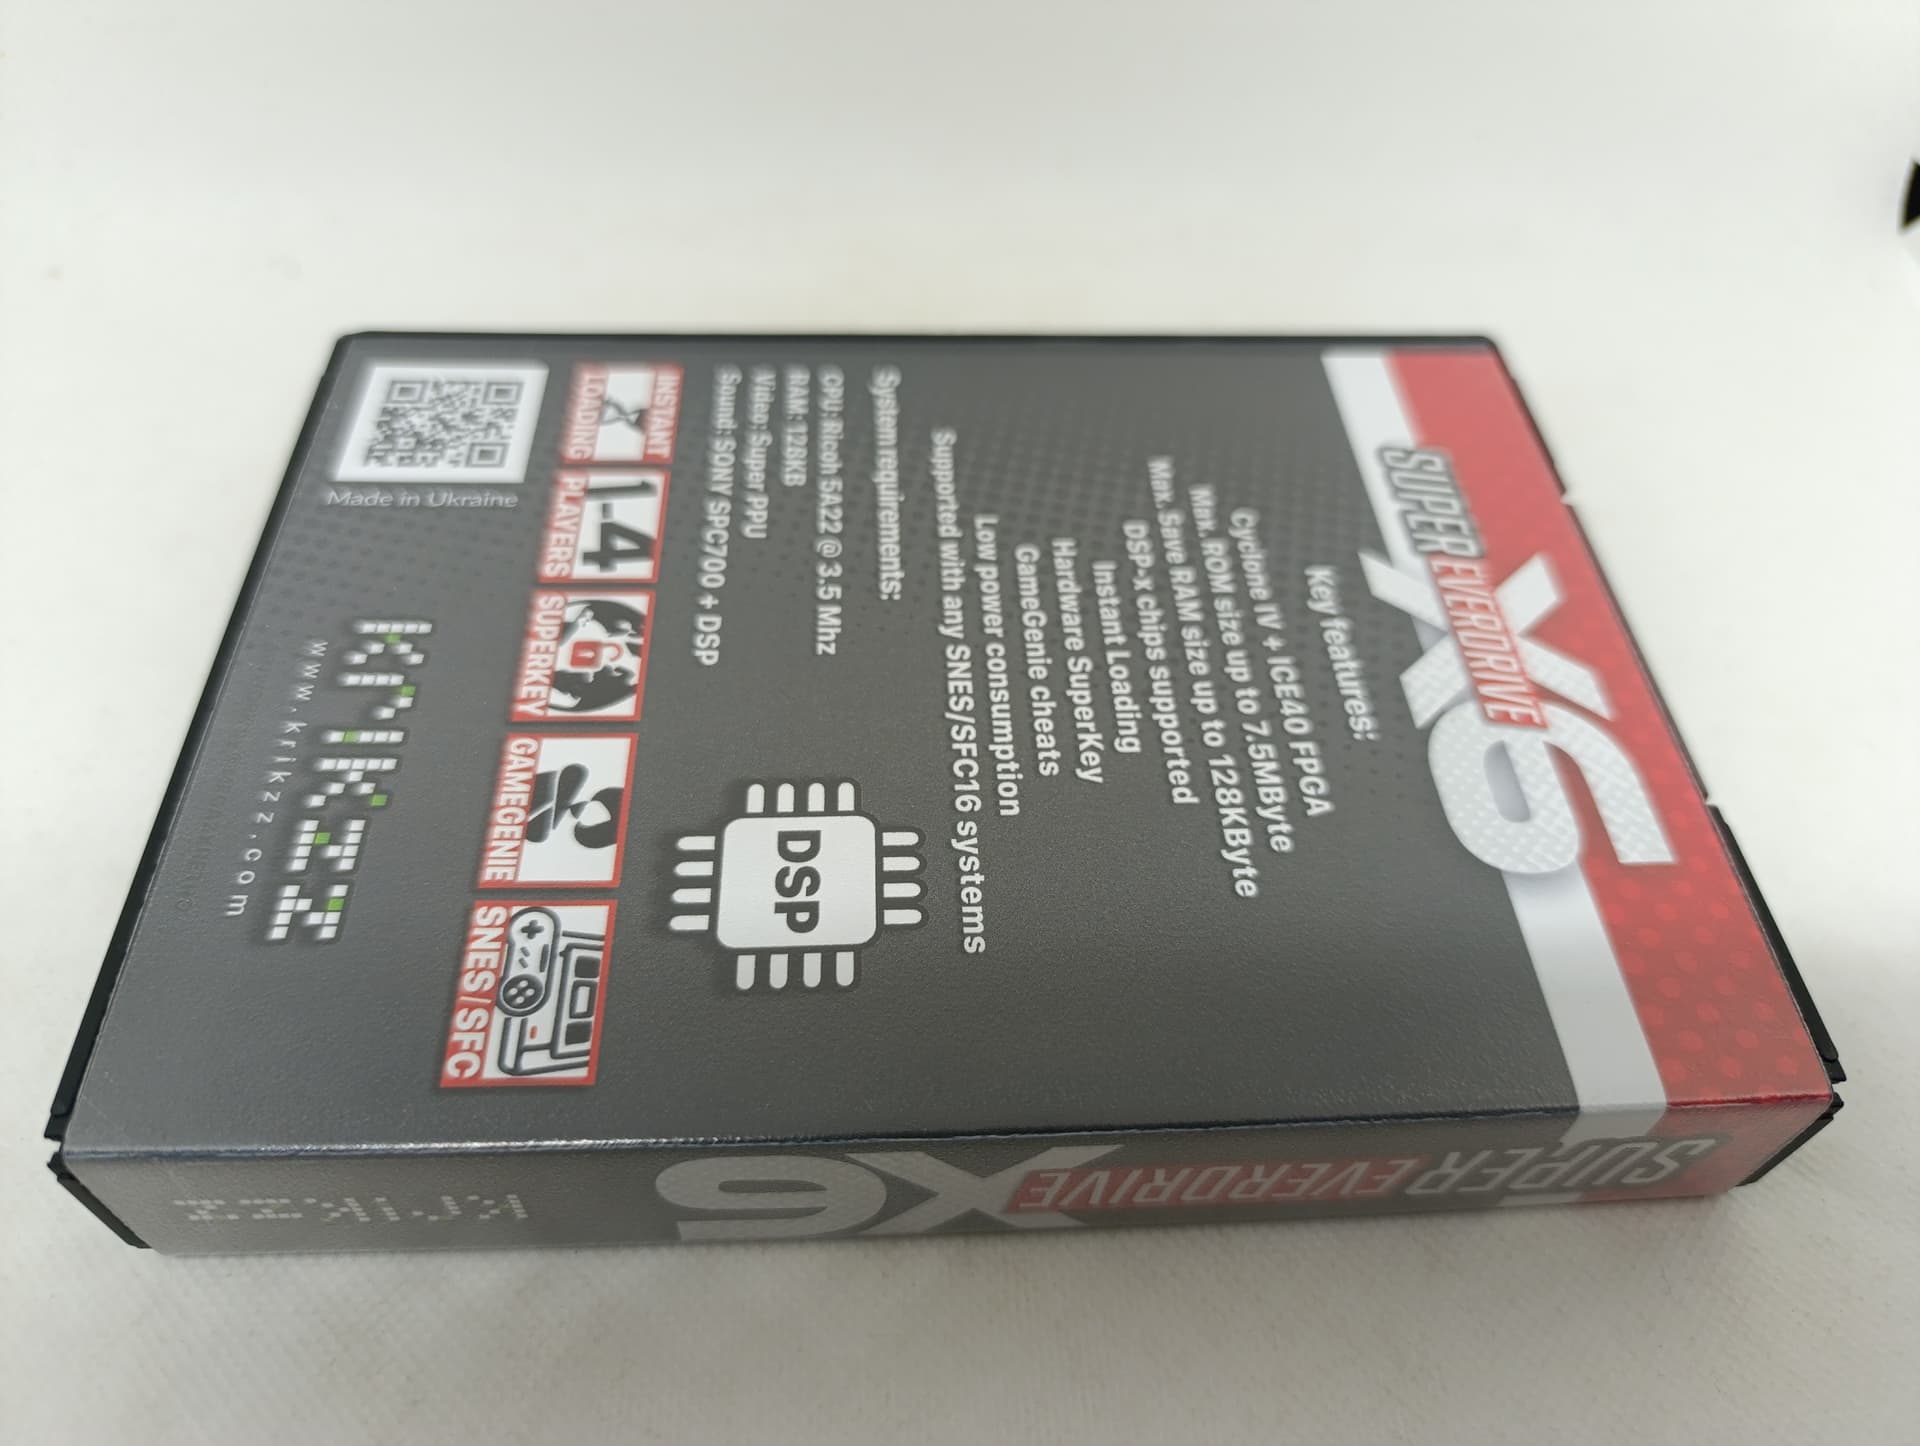 SUPER EVERDRIVE
X6
Key features:
Cyclone IV + ICE40 FPGA
Max. ROM size up to 7.5MByte
Max. Save RAM size up to 128KByte
DSP-x chips supported
Instant Loading
Hardware SuperKey
GameGenie cheats
Low power consumption
Supported with any SNES/SFC16 systems
System requirements:
CPU: Ricoh 5A22 @ 3.5 Mhz
RAM: 128KB
Video: Super PPU
Sound: SONY SPC700 + DSP
DSP
INSTANT
LOADING
1-4
PLAYERS
SUPERKEY
GAMEGENIE
SNES/SFC
Made in Ukraine
KRIKZZ
www.krikzz.com
SUPER EVERDRIVE
X6
KRIKZZ